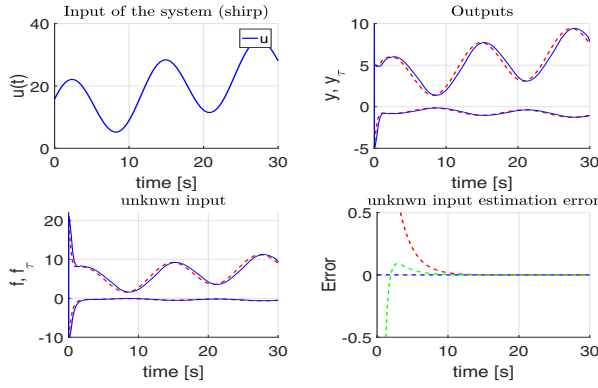 Input of the system (shirp)
u(t)
40
20
0
u
0 10 20 30
time [s]
Outputs
y, y_τ
10
5
0
-5
0 10 20 30
time [s]
unknwn input
f, f_τ
20
10
0
-10
0 10 20 30
time [s]
unknwn input estimation error
Error
0.5
0
-0.5
0 10 20 30
time [s]